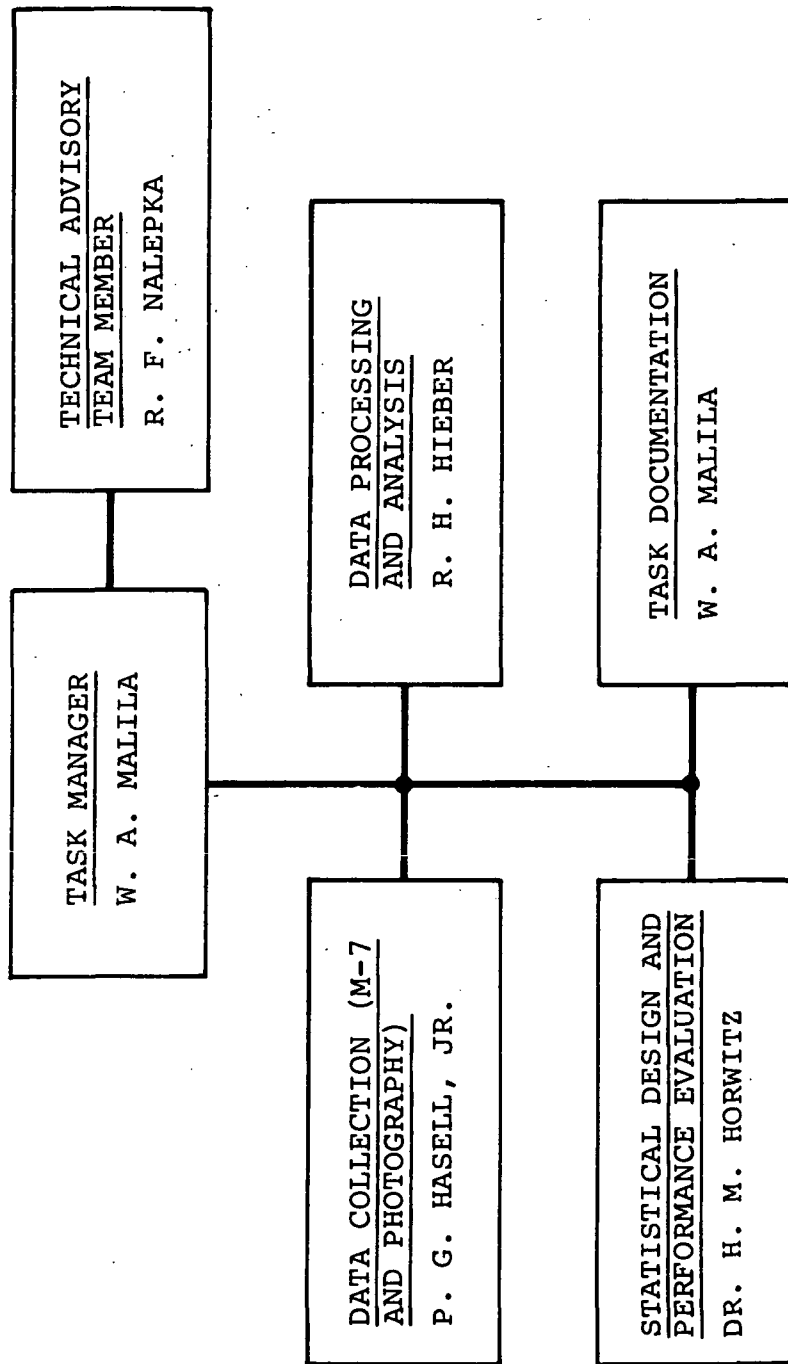 TASK MANAGER
W. A. MALILA
TECHNICAL ADVISORY
TEAM MEMBER
R. F. NALEPKA
DATA COLLECTION (M-7
AND PHOTOGRAPHY)
P. G. HASELL, JR.
DATA PROCESSING
AND ANALYSIS
R. H. HIEBER
STATISTICAL DESIGN AND
PERFORMANCE EVALUATION
DR. H. M. HORWITZ
TASK DOCUMENTATION
W. A. MALILA